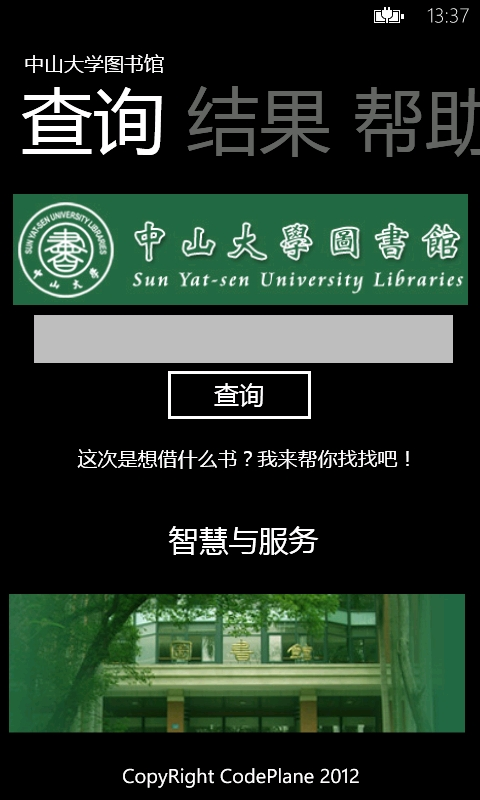 13:37
中山大学图书馆
查询 结果 帮助
SUN YAT-SEN UNIVERSITY LIBRARIES
中山大学
中山大學圖書館
Sun Yat-sen University Libraries
查询
这次是想借什么书？我来帮你找找吧！
智慧与服务
圖書館
CopyRight CodePlane 2012